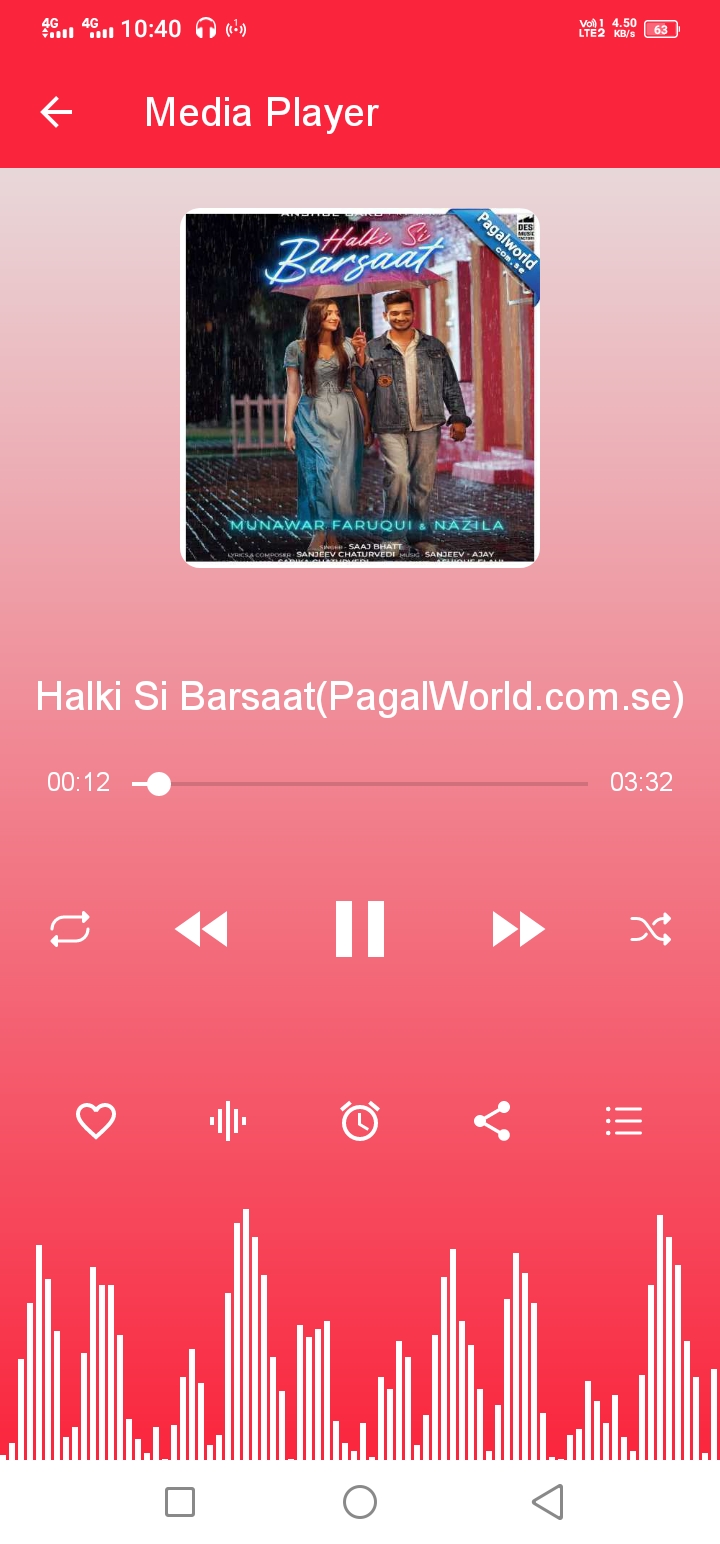 4G 4G 10:40 1 Vo) 1 LTE2 4.50 KB/s 63
Media Player
Halki Si
Barsaat
Pagalworld
com.se
DESI
MUSIC
FACTORY
MUNAWAR FARUQUI & NAZILA
SINGER - SAAJ BHATT
LYRICS & COMPOSER - SANJEEV CHATURVEDI MUSIC - SANJEEV - AJAY
Halki Si Barsaat(PagalWorld.com.se)
00:12 03:32